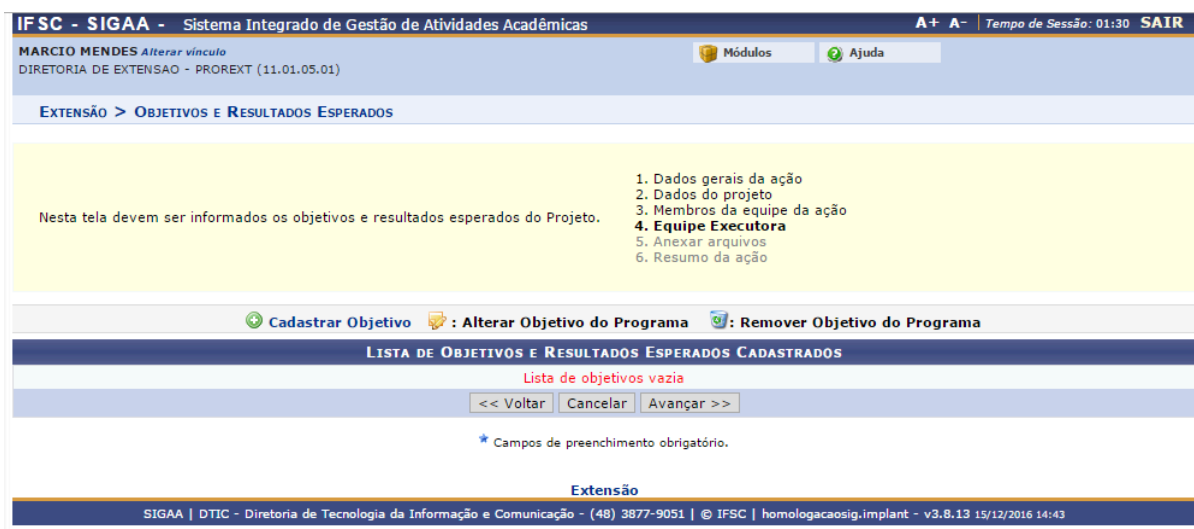 IFSC - SIGAA - Sistema Integrado de Gestão de Atividades Acadêmicas A+ A- | Tempo de Sessão: 01:30 SAIR
MARCIO MENDES Alterar vínculo Módulos Ajuda
DIRETORIA DE EXTENSAO - PROREXT (11.01.05.01)
EXTENSÃO > OBJETIVOS E RESULTADOS ESPERADOS
Nesta tela devem ser informados os objetivos e resultados esperados do Projeto.
1. Dados gerais da ação
2. Dados do projeto
3. Membros da equipe da ação
4. Equipe Executora
5. Anexar arquivos
6. Resumo da ação
Cadastrar Objetivo : Alterar Objetivo do Programa : Remover Objetivo do Programa
LISTA DE OBJETIVOS E RESULTADOS ESPERADOS CADASTRADOS
Lista de objetivos vazia
<< Voltar Cancelar Avançar >>
Campos de preenchimento obrigatório.
Extensão
SIGAA | DTIC - Diretoria de Tecnologia da Informação e Comunicação - (48) 3877-9051 | © IFSC | homologacaosig.implant - v3.8.13 15/12/2016 14:43